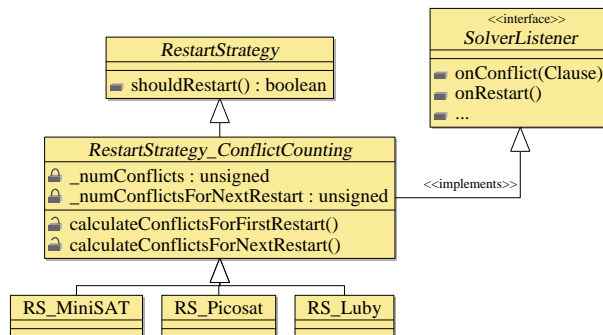 <<interface>>
SolverListener
onConflict(Clause)
onRestart()
...
RestartStrategy
shouldRestart() : boolean
RestartStrategy_ConflictCounting
_numConflicts : unsigned
_numConflictsForNextRestart : unsigned
calculateConflictsForFirstRestart()
calculateConflictsForNextRestart()
<<implements>>
RS_MiniSAT
RS_Picosat
RS_Luby